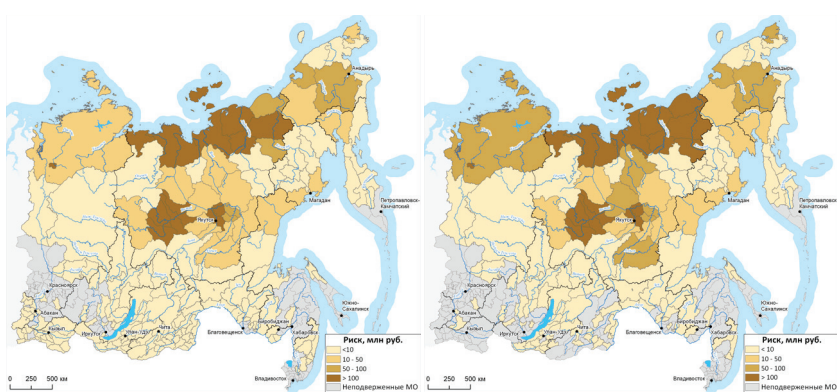 Анадырь
Петропавловск-
Камчатский
Магадан
Якутск
Красноярск
Абакан
Кызыл
Иркутск
Улан-Удэ
Чита
Благовещенск
Биробиджан
Хабаровск
Южно-
Сахалинск
Владивосток
0 250 500 км
Риск, млн руб.
<10
10 - 50
50 - 100
> 100
Неподверженные МО
Анадырь
Петропавловск-
Камчатский
Магадан
Якутск
Красноярск
Абакан
Кызыл
Иркутск
Улан-Удэ
Чита
Благовещенск
Биробиджан
Хабаровск
Южно-
Сахалинск
Владивосток
0 250 500 км
Риск, млн руб.
< 10
10 - 50
50 - 100
> 100
Неподверженные МО